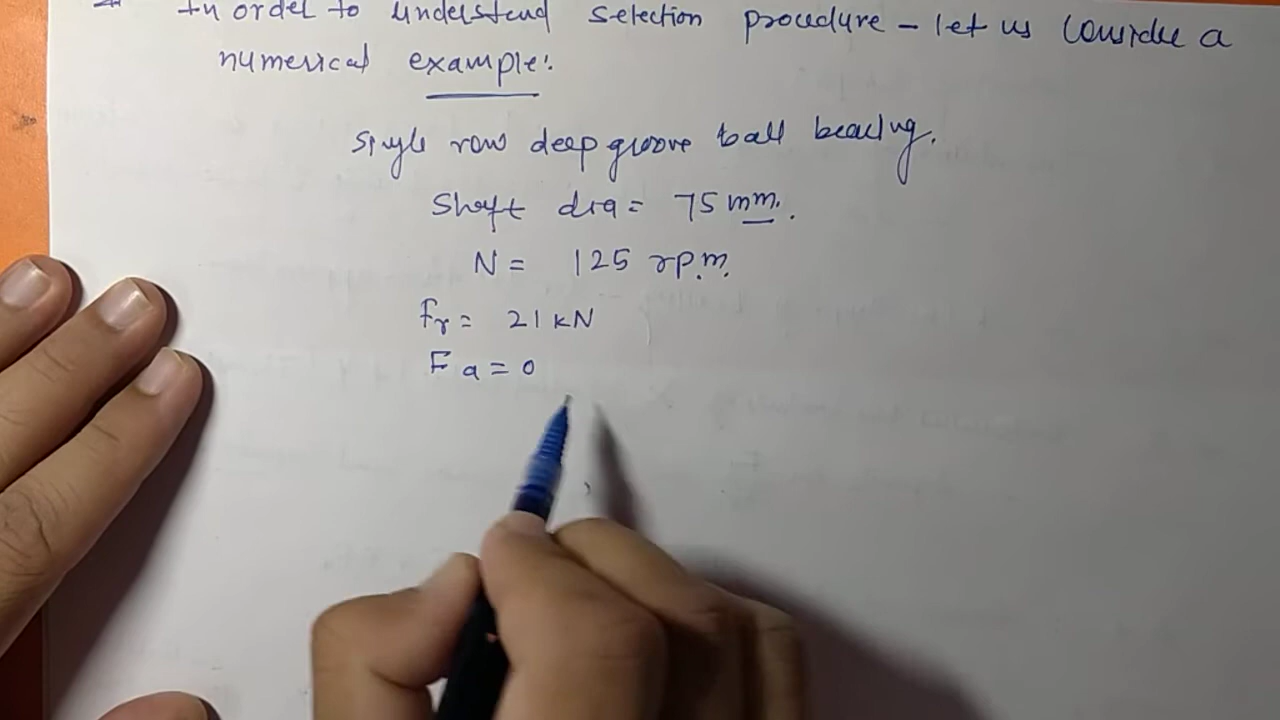 In order to understand selection procedure - let us consider a
numerical example:
Single row deep groove ball bearing.
Shaft dia = 75 mm.
N = 125 rpm.
Fr = 21 kN
Fa = 0